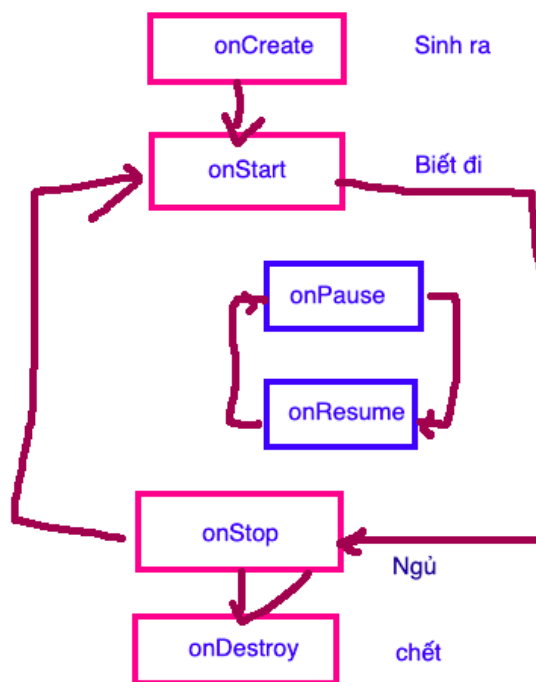 onCreate Sinh ra
onStart Biết đi
onPause
onResume
onStop
Ngủ
onDestroy chết